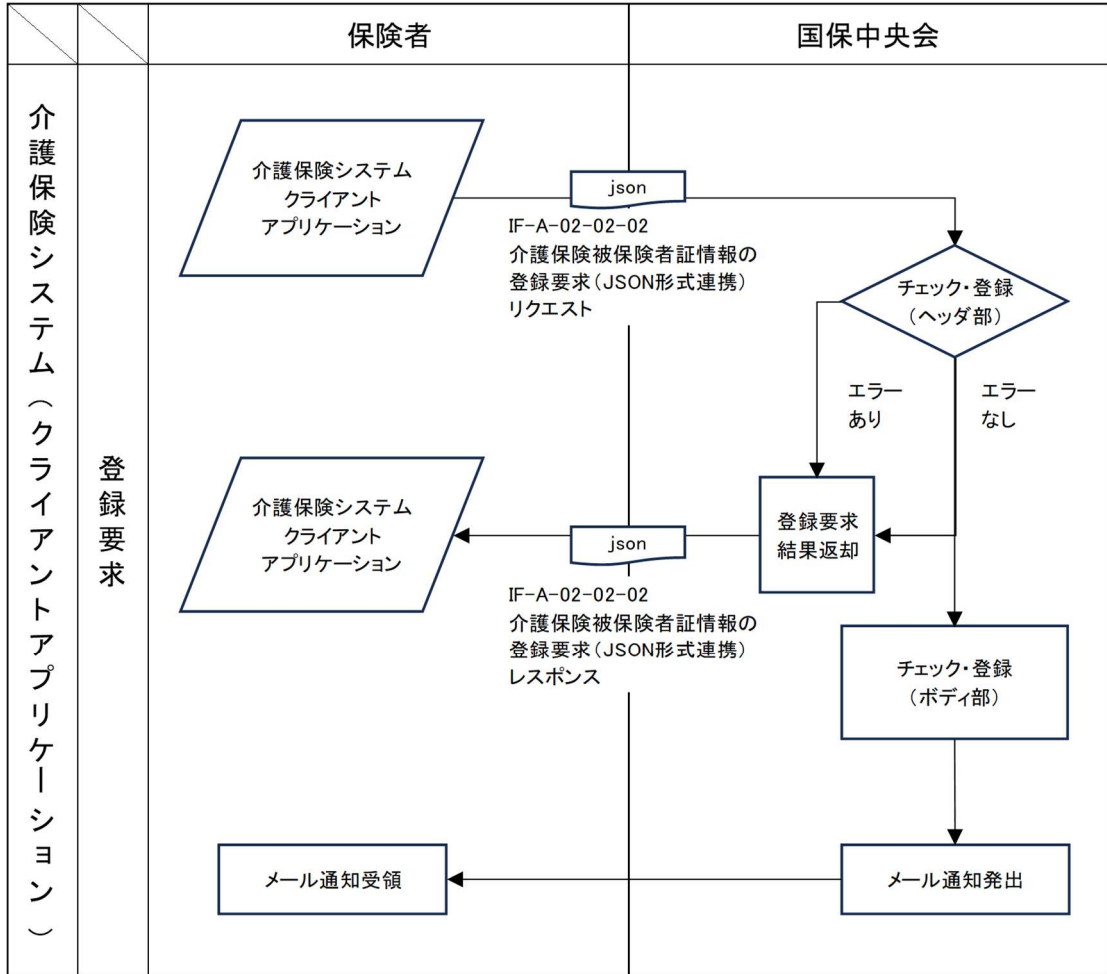 保険者
国保中央会
介護保険システム（クライアントアプリケーション）
登録要求
介護保険システム
クライアント
アプリケーション
json
IF-A-02-02-02
介護保険被保険者証情報の
登録要求（JSON形式連携）
リクエスト
チェック・登録
（ヘッダ部）
エラー
あり
エラー
なし
介護保険システム
クライアント
アプリケーション
json
登録要求
結果返却
IF-A-02-02-02
介護保険被保険者証情報の
登録要求（JSON形式連携）
レスポンス
チェック・登録
（ボディ部）
メール通知受領
メール通知発出